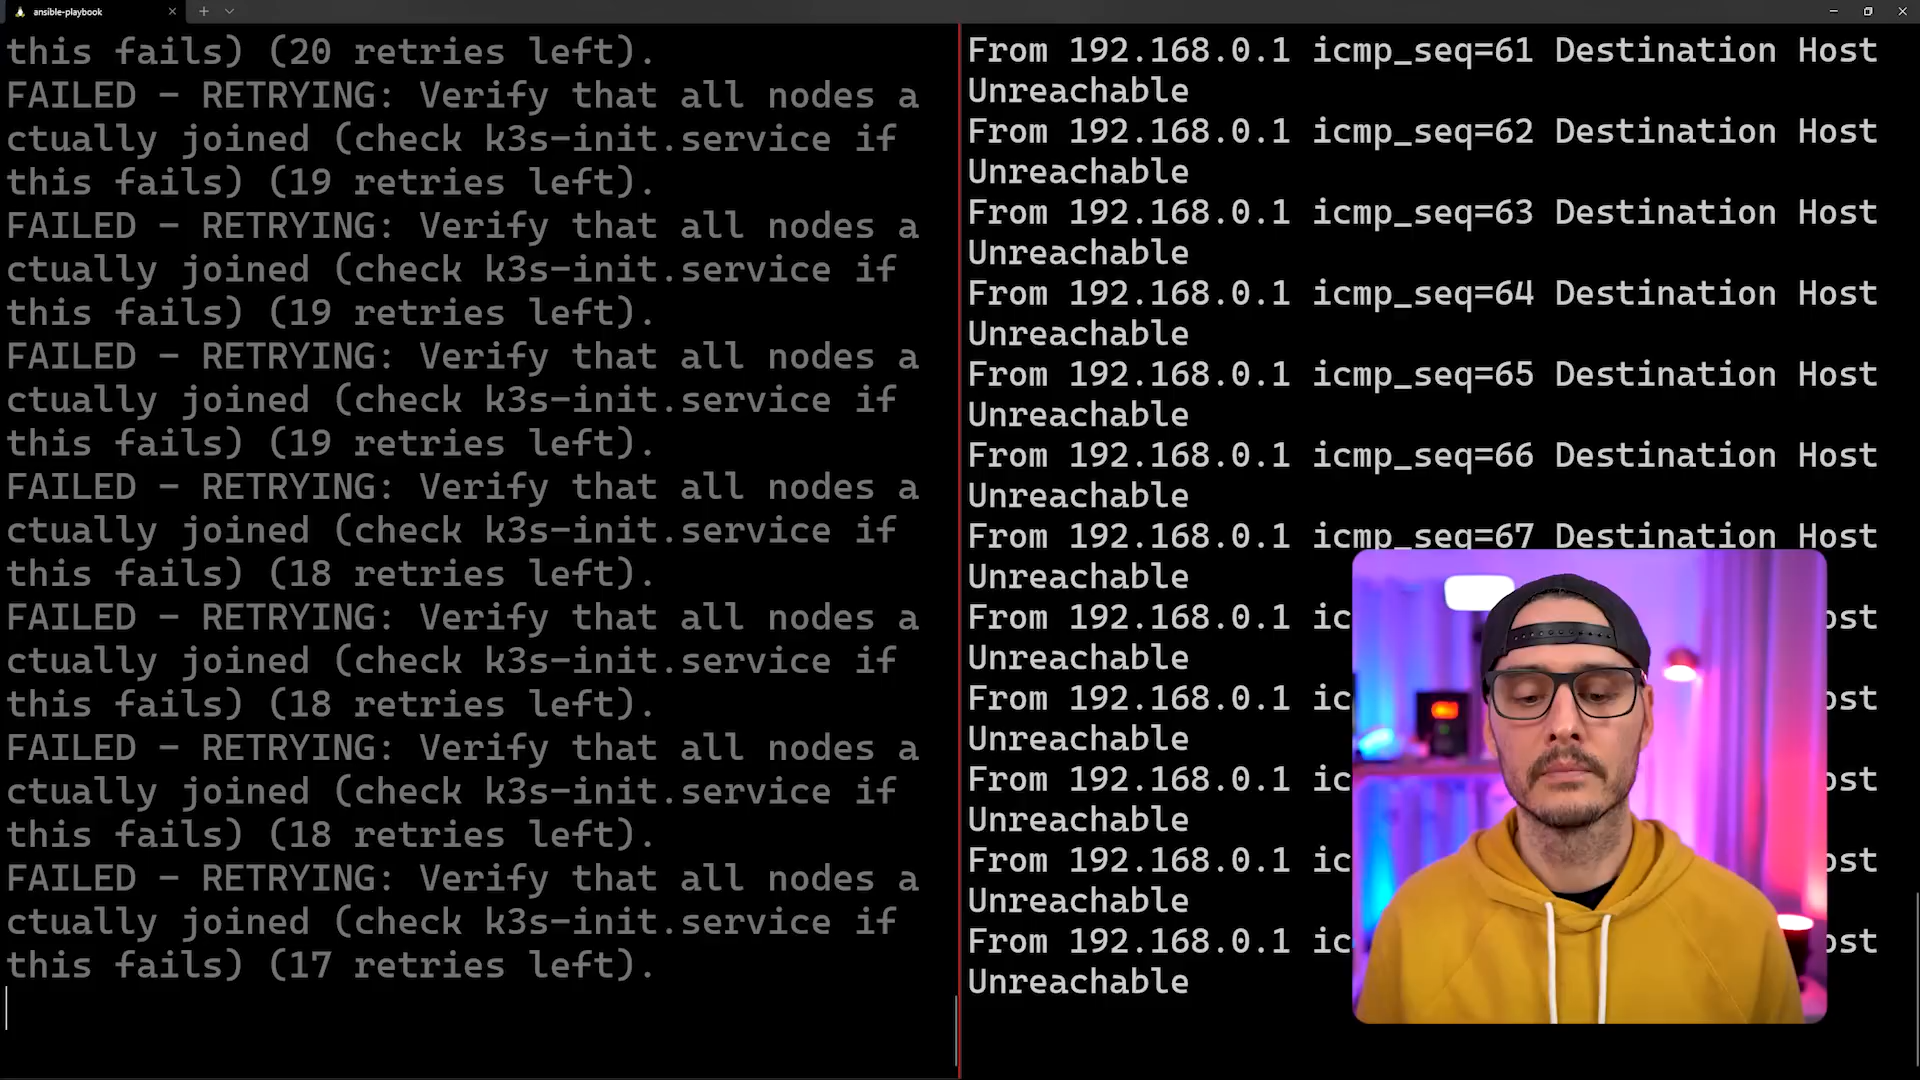 ansible-playbook
this fails) (20 retries left).
FAILED - RETRYING: Verify that all nodes a
ctually joined (check k3s-init.service if
this fails) (19 retries left).
FAILED - RETRYING: Verify that all nodes a
ctually joined (check k3s-init.service if
this fails) (19 retries left).
FAILED - RETRYING: Verify that all nodes a
ctually joined (check k3s-init.service if
this fails) (19 retries left).
FAILED - RETRYING: Verify that all nodes a
ctually joined (check k3s-init.service if
this fails) (18 retries left).
FAILED - RETRYING: Verify that all nodes a
ctually joined (check k3s-init.service if
this fails) (18 retries left).
FAILED - RETRYING: Verify that all nodes a
ctually joined (check k3s-init.service if
this fails) (18 retries left).
FAILED - RETRYING: Verify that all nodes a
ctually joined (check k3s-init.service if
this fails) (17 retries left).
From 192.168.0.1 icmp_seq=61 Destination Host
Unreachable
From 192.168.0.1 icmp_seq=62 Destination Host
Unreachable
From 192.168.0.1 icmp_seq=63 Destination Host
Unreachable
From 192.168.0.1 icmp_seq=64 Destination Host
Unreachable
From 192.168.0.1 icmp_seq=65 Destination Host
Unreachable
From 192.168.0.1 icmp_seq=66 Destination Host
Unreachable
From 192.168.0.1 icmp_seq=67 Destination Host
Unreachable
From 192.168.0.1 ic ost
Unreachable
From 192.168.0.1 ic ost
Unreachable
From 192.168.0.1 ic ost
Unreachable
From 192.168.0.1 ic ost
Unreachable
From 192.168.0.1 ic ost
Unreachable